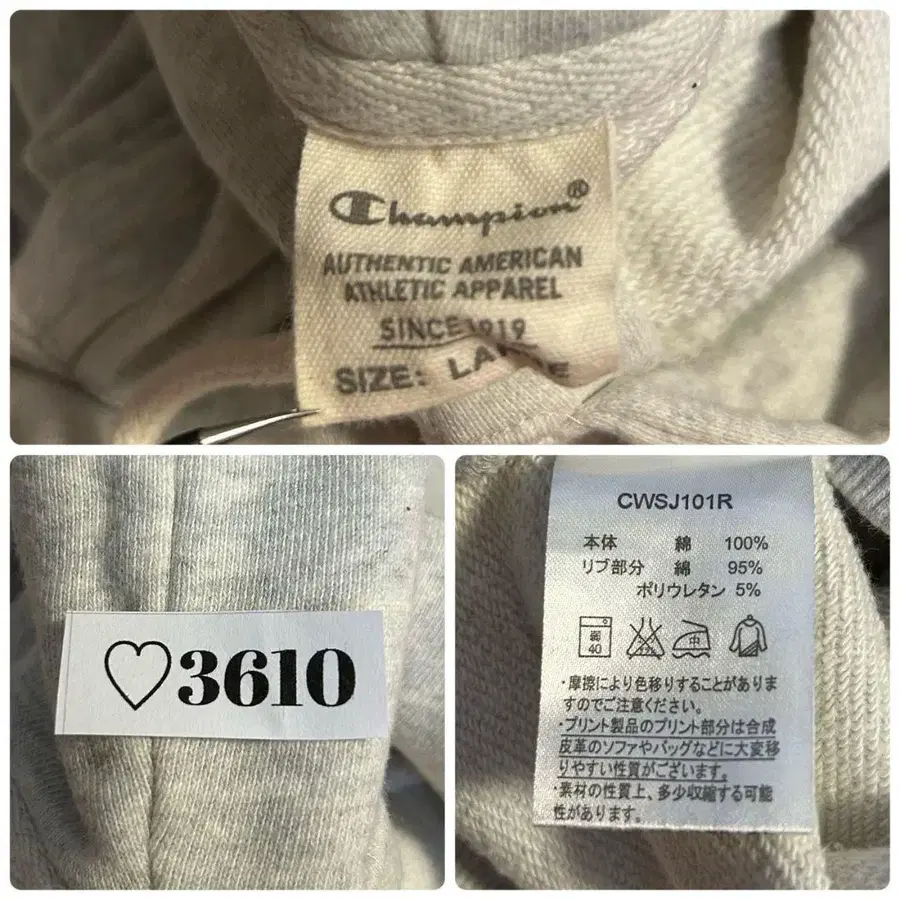 Champion®
AUTHENTIC AMERICAN
ATHLETIC APPAREL
SINCE 1919
SIZE: LARGE
♡3610
CWSJ101R
本体 綿 100%
リブ部分 綿 95%
ポリウレタン 5%
弱 40 中
・摩擦により色移りすることがありま
すのでご注意ください。
・プリント製品のプリント部分は合成
皮革のソファやバッグなどに大変移
りやすい性質がございます。
・素材の性質上、多少収縮する可能
性があります。